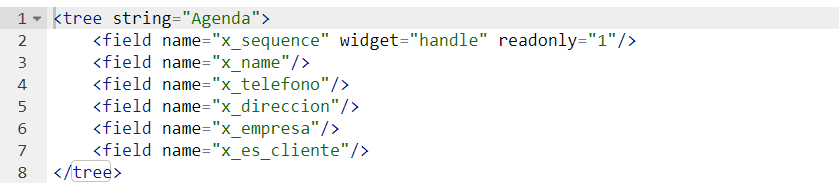 1 <tree string="Agenda">
2 <field name="x_sequence" widget="handle" readonly="1"/>
3 <field name="x_name"/>
4 <field name="x_telefono"/>
5 <field name="x_direccion"/>
6 <field name="x_empresa"/>
7 <field name="x_es_cliente"/>
8 </tree>